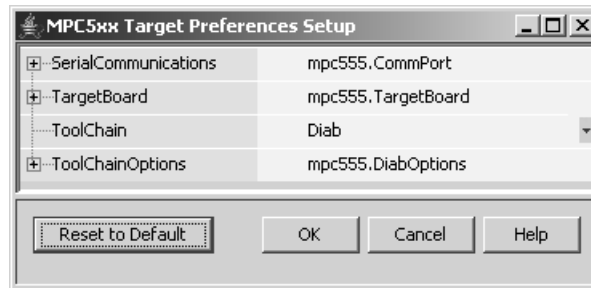 MPC5xx Target Preferences Setup
SerialCommunications mpc555.CommPort
TargetBoard mpc555.TargetBoard
ToolChain Diab
ToolChainOptions mpc555.DiabOptions
Reset to Default OK Cancel Help